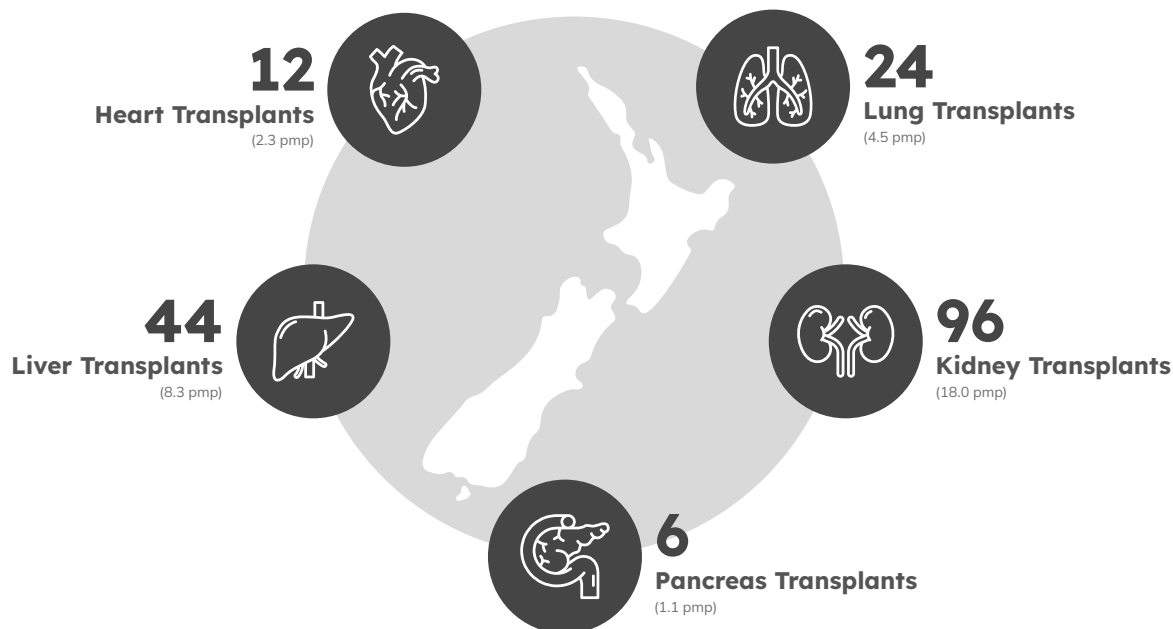 12
Heart Transplants
(2.3 pmp)
24
Lung Transplants
(4.5 pmp)
44
Liver Transplants
(8.3 pmp)
96
Kidney Transplants
(18.0 pmp)
6
Pancreas Transplants
(1.1 pmp)